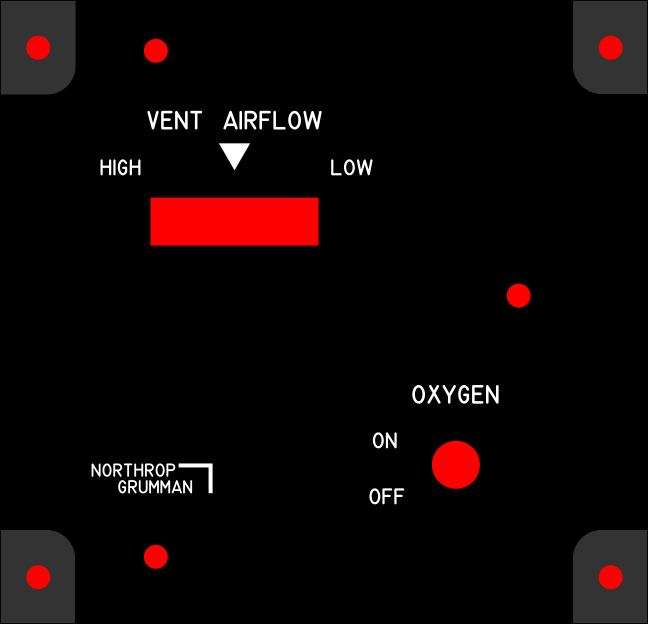 VENT AIRFLOW
HIGH
LOW
OXYGEN
ON
OFF
NORTHROP
GRUMMAN